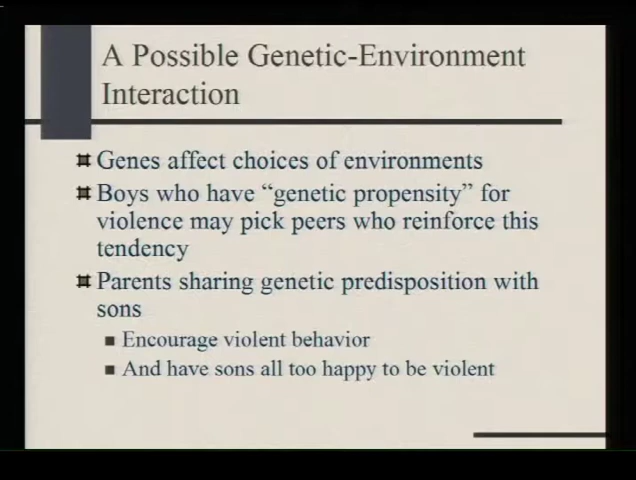 A Possible Genetic-Environment
Interaction
Genes affect choices of environments
Boys who have “genetic propensity” for
violence may pick peers who reinforce this
tendency
Parents sharing genetic predisposition with
sons
Encourage violent behavior
And have sons all too happy to be violent